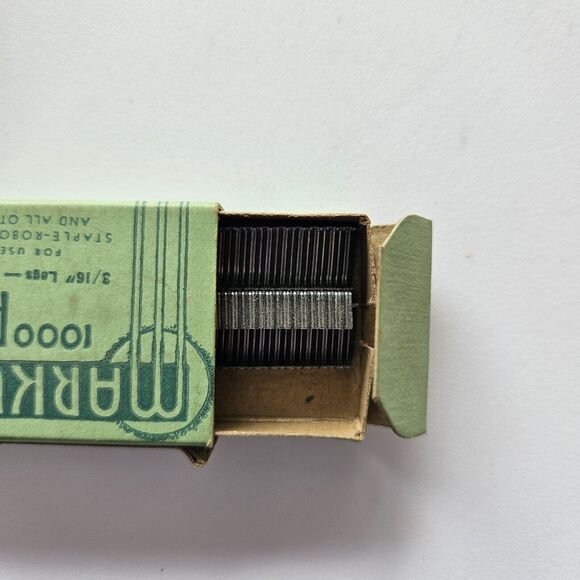 MARK
1000
3/16" Legs —
FOR USE
STAPLE-ROBO
AND ALL OT